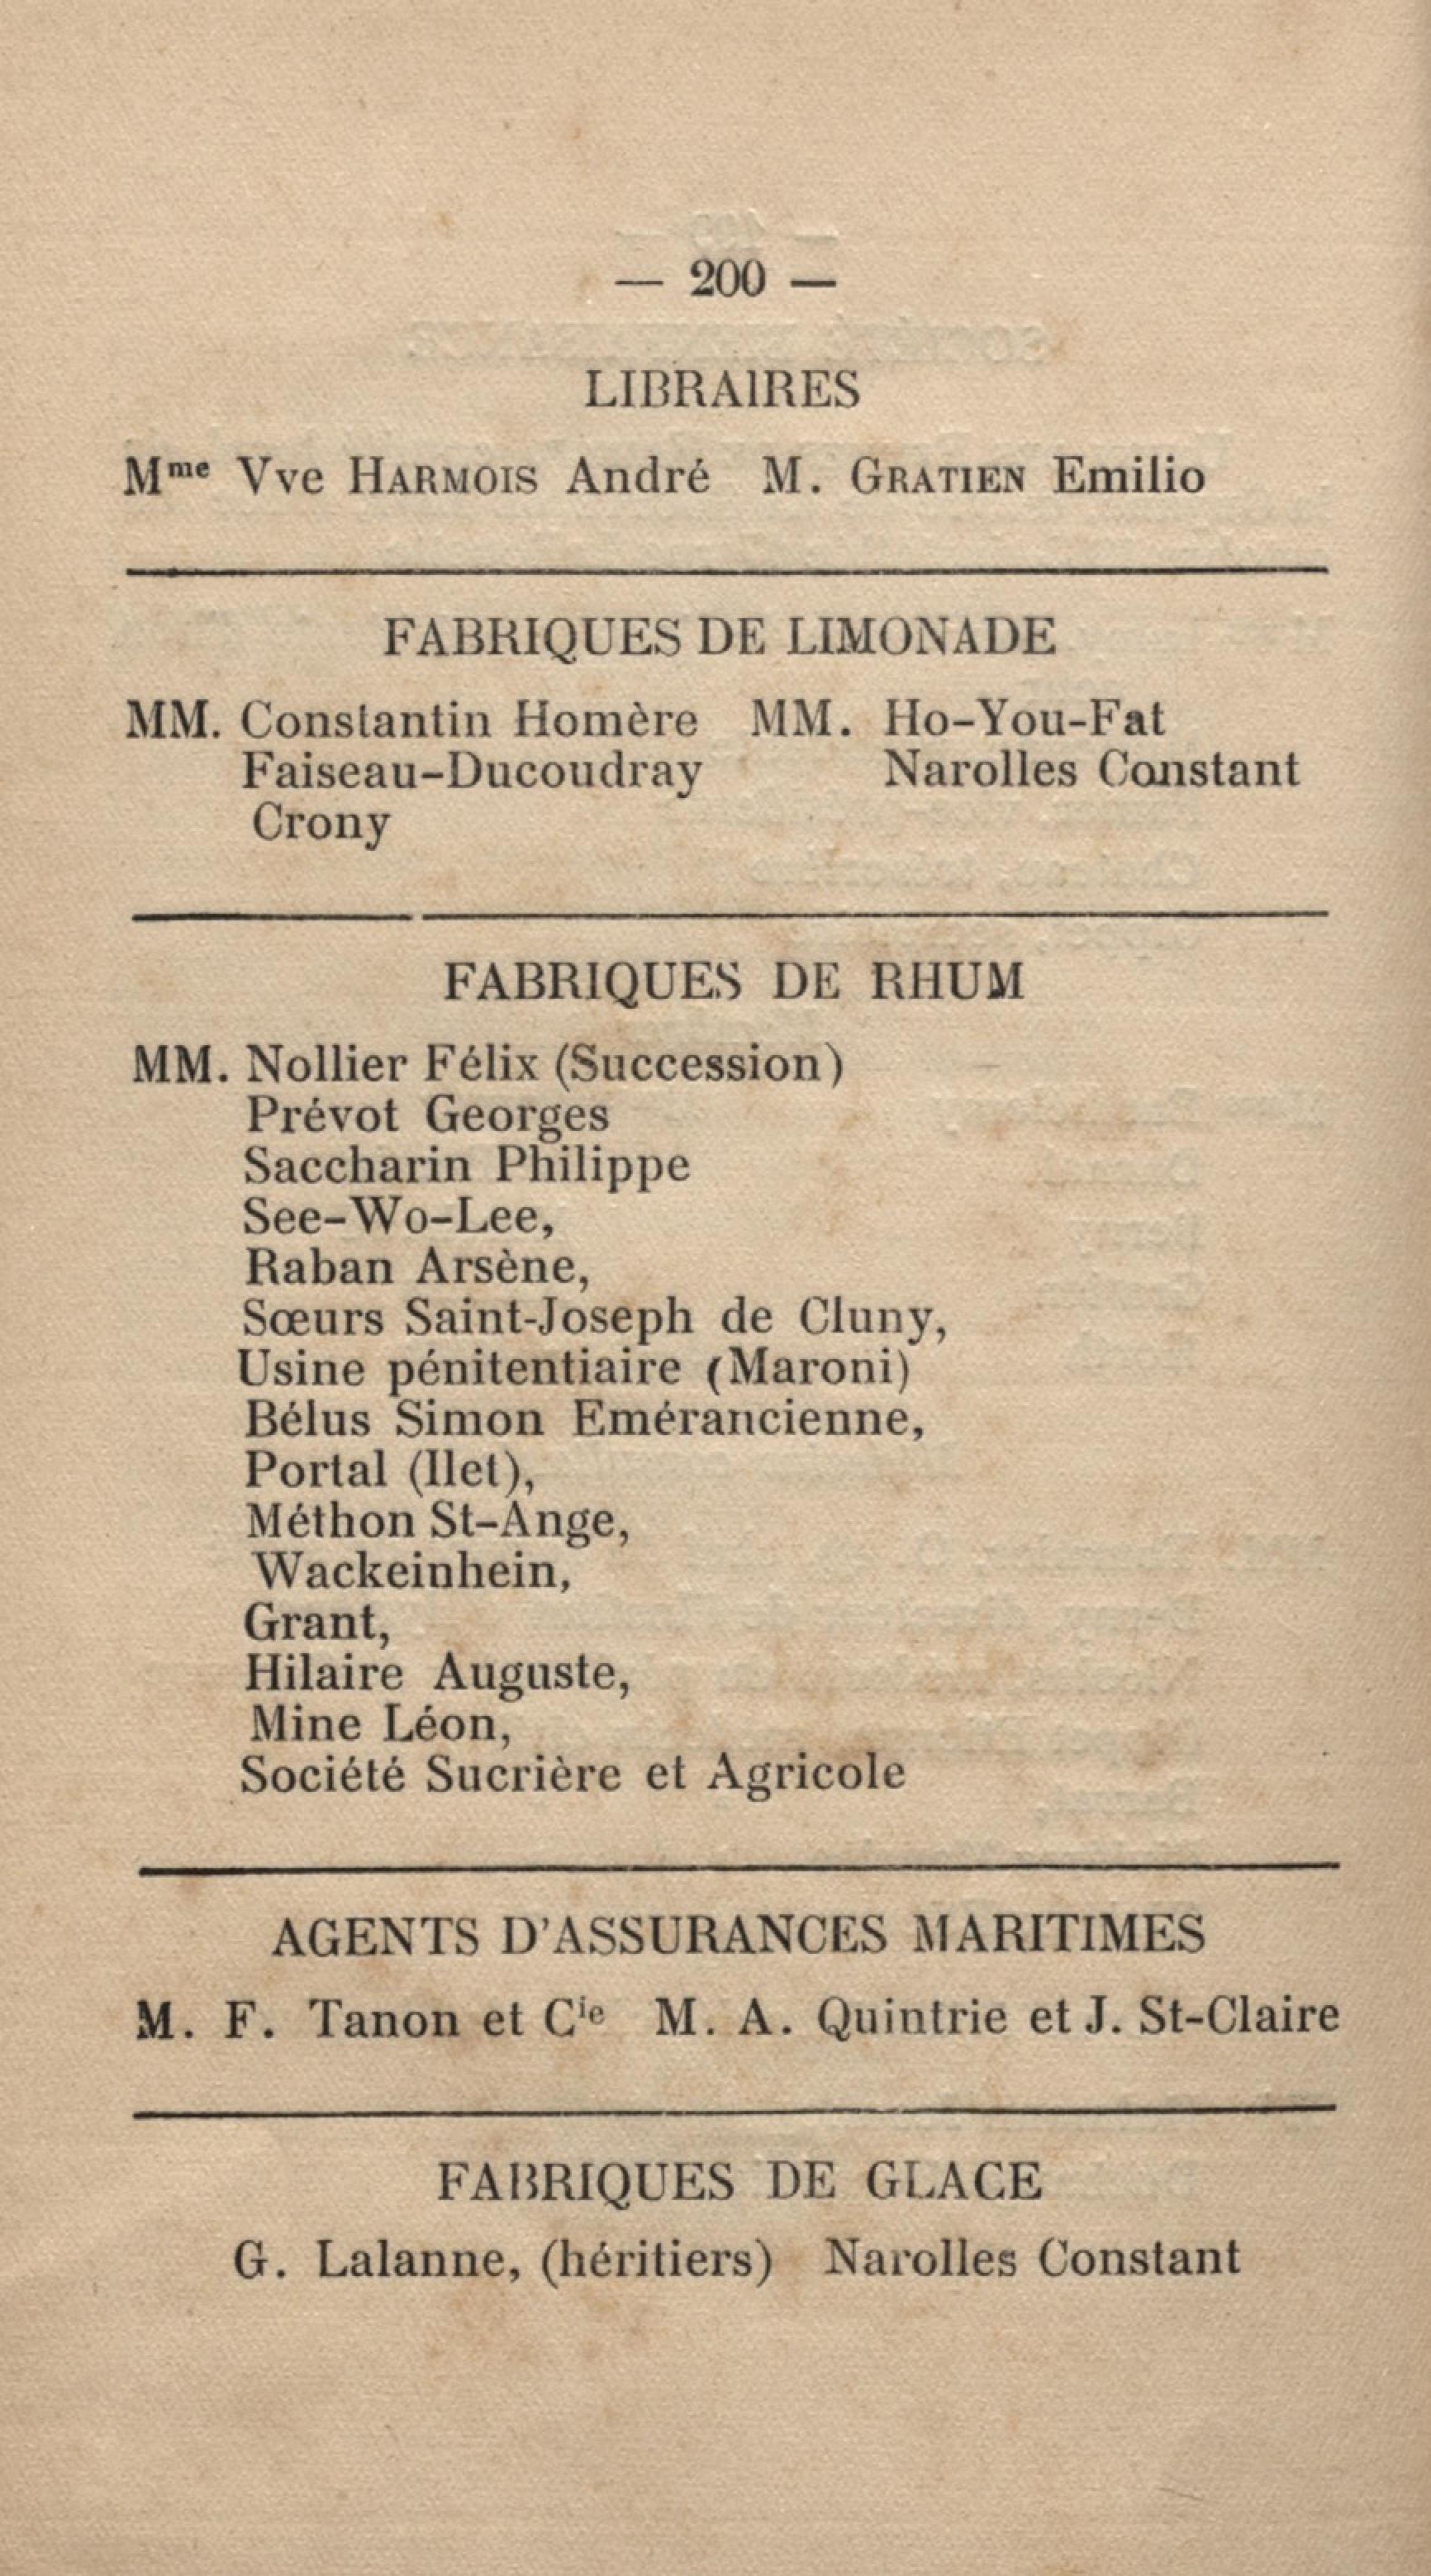 — 200 —
LIBRAIRES
Mme Vve HARMOIS André M. GRATIEN Emilio
FABRIQUES DE LIMONADE
MM. Constantin Homère MM. Ho-You-Fat
Faiseau-Ducoudray Narolles Constant
Crony
FABRIQUES DE RHUM
MM. Nollier Félix (Succession)
Prévot Georges
Saccharin Philippe
See-Wo-Lee,
Raban Arsène,
Sœurs Saint-Joseph de Cluny,
Usine pénitentiaire (Maroni)
Bélus Simon Emérancienne,
Portal (Ilet),
Méthon St-Ange,
Wackeinhein,
Grant,
Hilaire Auguste,
Mine Léon,
Société Sucrière et Agricole
AGENTS D'ASSURANCES MARITIMES
M. F. Tanon et Cie M. A. Quintrie et J. St-Claire
FABRIQUES DE GLACE
G. Lalanne, (héritiers) Narolles Constant